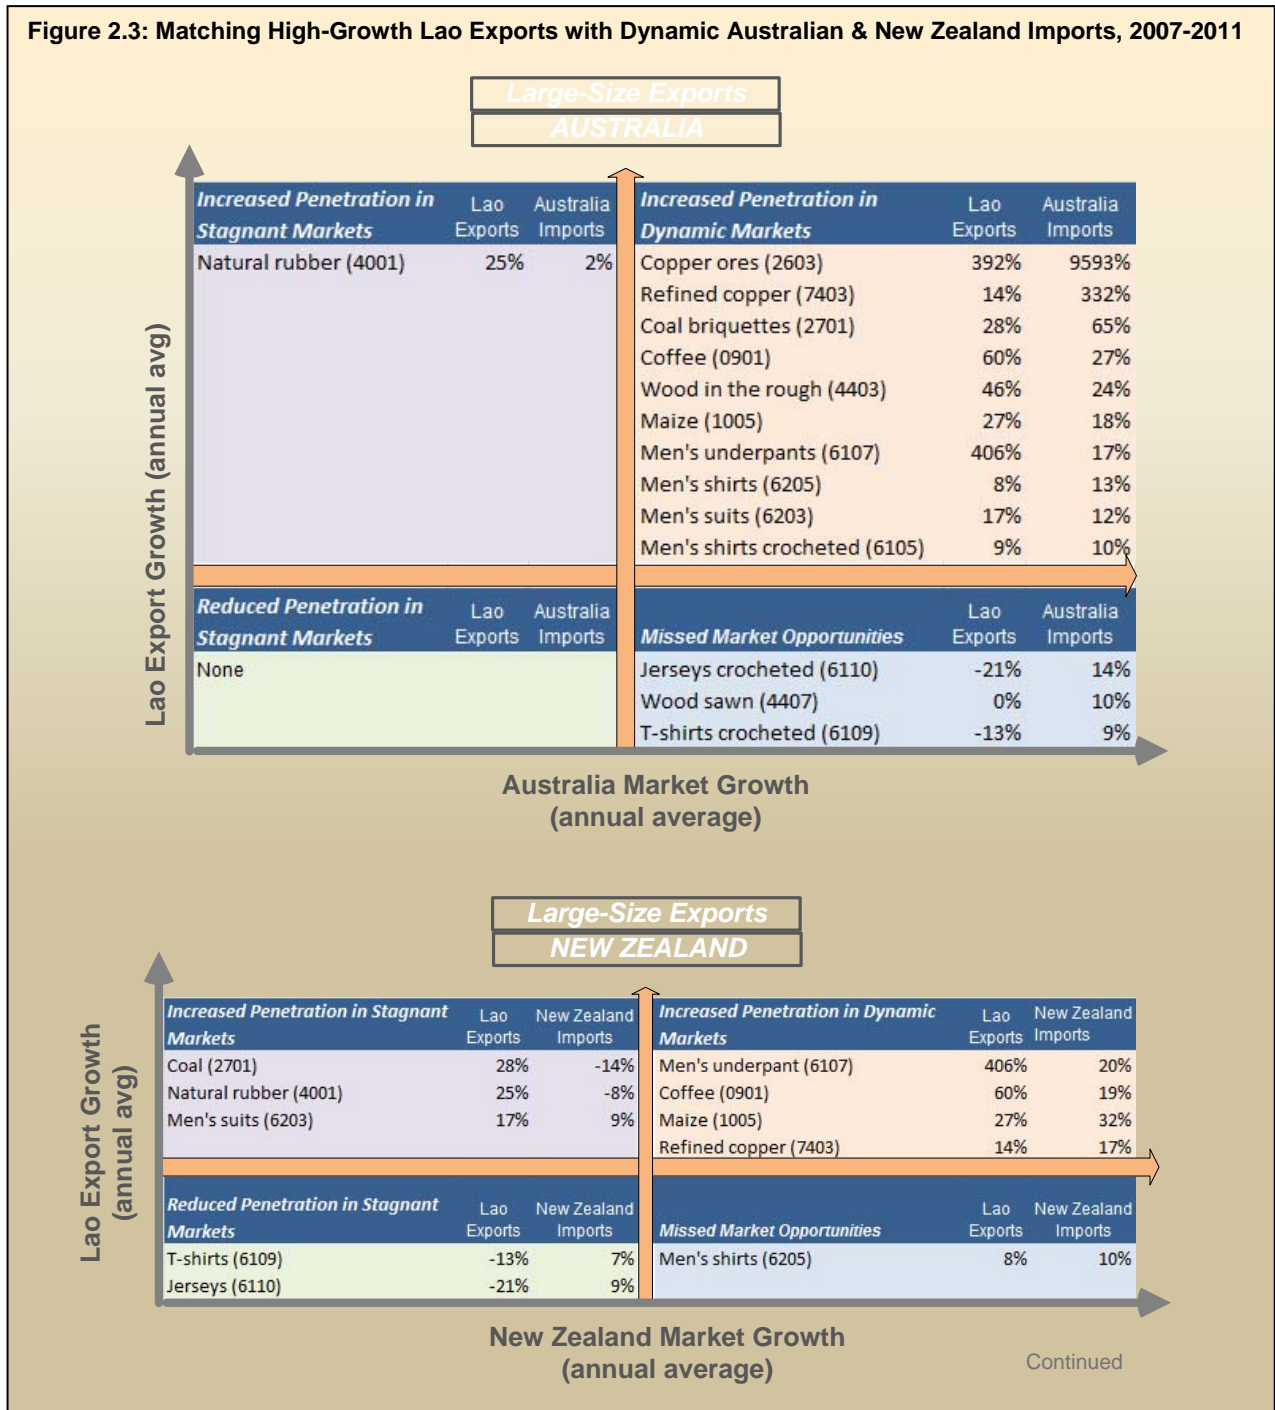 Figure 2.3: Matching High-Growth Lao Exports with Dynamic Australian & New Zealand Imports, 2007-2011
Large-Size Exports
AUSTRALIA
Lao Export Growth (annual avg)
Increased Penetration in Stagnant Markets Lao Exports Australia Imports
Natural rubber (4001) 25% 2%
Increased Penetration in Dynamic Markets Lao Exports Australia Imports
Copper ores (2603) 392% 9593%
Refined copper (7403) 14% 332%
Coal briquettes (2701) 28% 65%
Coffee (0901) 60% 27%
Wood in the rough (4403) 46% 24%
Maize (1005) 27% 18%
Men's underpants (6107) 406% 17%
Men's shirts (6205) 8% 13%
Men's suits (6203) 17% 12%
Men's shirts crocheted (6105) 9% 10%
Reduced Penetration in Stagnant Markets Lao Exports Australia Imports
None
Missed Market Opportunities Lao Exports Australia Imports
Jerseys crocheted (6110) -21% 14%
Wood sawn (4407) 0% 10%
T-shirts crocheted (6109) -13% 9%
Australia Market Growth
(annual average)
Large-Size Exports
NEW ZEALAND
Lao Export Growth
(annual avg)
Increased Penetration in Stagnant Markets Lao Exports New Zealand Imports
Coal (2701) 28% -14%
Natural rubber (4001) 25% -8%
Men's suits (6203) 17% 9%
Increased Penetration in Dynamic Markets Lao Exports New Zealand Imports
Men's underpant (6107) 406% 20%
Coffee (0901) 60% 19%
Maize (1005) 27% 32%
Refined copper (7403) 14% 17%
Reduced Penetration in Stagnant Markets Lao Exports New Zealand Imports
T-shirts (6109) -13% 7%
Jerseys (6110) -21% 9%
Missed Market Opportunities Lao Exports New Zealand Imports
Men's shirts (6205) 8% 10%
New Zealand Market Growth
(annual average)
Continued